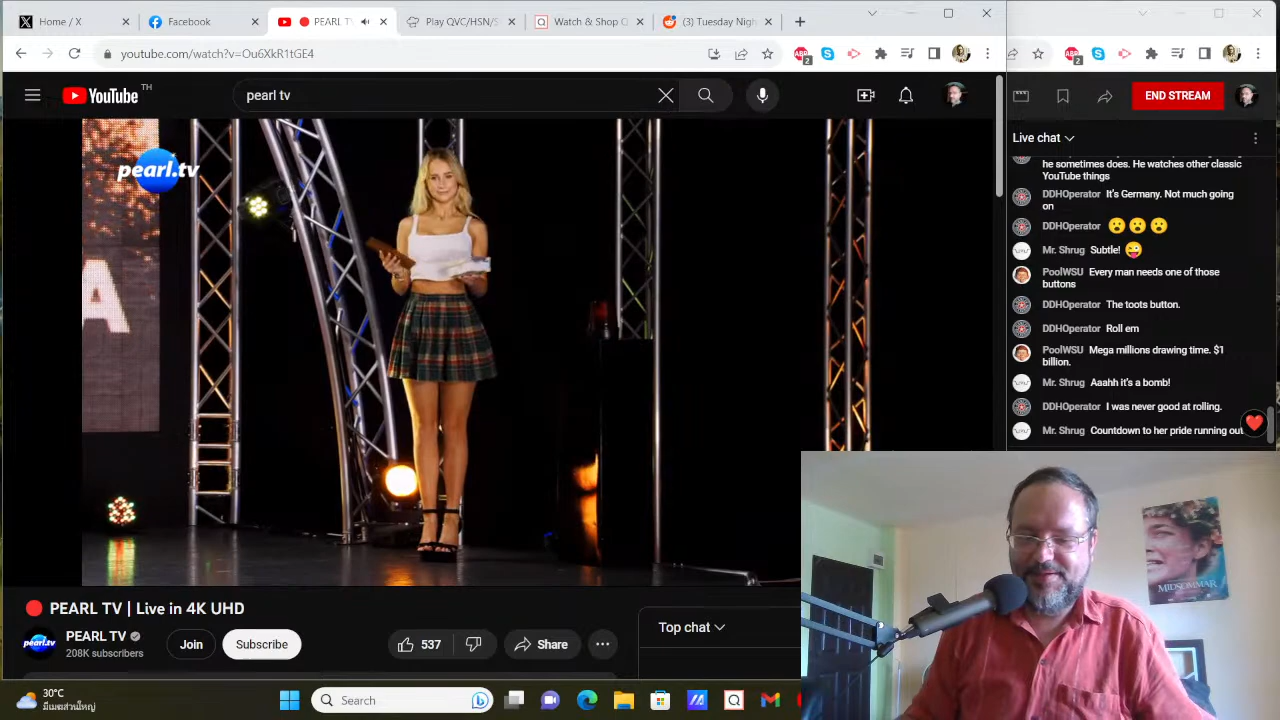 Home / X
Facebook
PEARL TV
Play QVC/HSN/S
Watch & Shop Q
(3) Tuesday Nigh
youtube.com/watch?v=Ou6XkR1tGE4
2
2
YouTube TH
pearl tv
END STREAM
Live chat
he sometimes does. He watches other classic
YouTube things
DDHOperator It's Germany. Not much going
on
DDHOperator 😮😮😮
Mr. Shrug Subtle! 😜
PoolWSU Every man needs one of those
buttons
DDHOperator The toots button.
DDHOperator Roll em
PoolWSU Mega millions drawing time. $1
billion.
Mr. Shrug Aaahh it's a bomb!
DDHOperator I was never good at rolling.
Mr. Shrug Countdown to her pride running out
pearl.tv
A
MIDSOMMAR
PEARL TV | Live in 4K UHD
pearl.tv
PEARL TV
208K subscribers
Join
Subscribe
537
Share
Top chat
30°C
มีเมฆส่วนใหญ่
Search